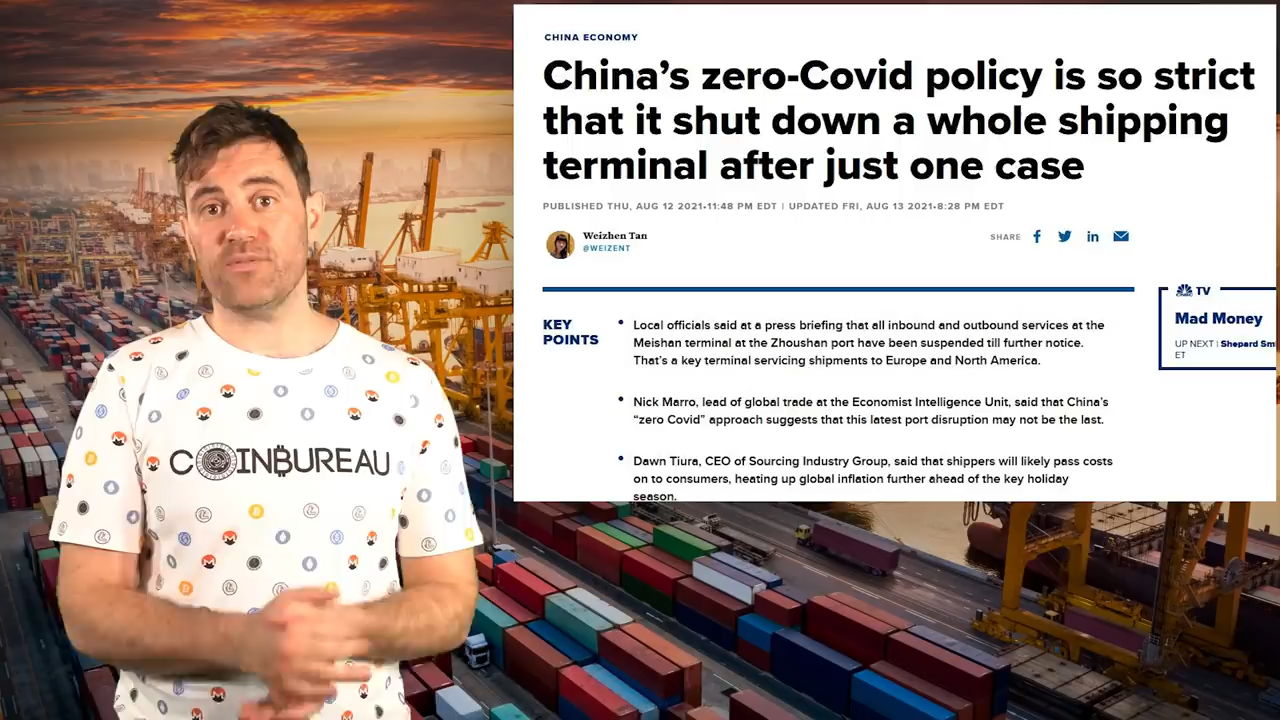 CHINA ECONOMY
China's zero-Covid policy is so strict
that it shut down a whole shipping
terminal after just one case
PUBLISHED THU, AUG 12 2021•11:48 PM EDT | UPDATED FRI, AUG 13 2021•8:28 PM EDT
Weizhen Tan
@WEIZENT
SHARE
KEY
POINTS
• Local officials said at a press briefing that all inbound and outbound services at the
Meishan terminal at the Zhoushan port have been suspended till further notice.
That's a key terminal servicing shipments to Europe and North America.
• Nick Marro, lead of global trade at the Economist Intelligence Unit, said that China's
“zero Covid” approach suggests that this latest port disruption may not be the last.
• Dawn Tiura, CEO of Sourcing Industry Group, said that shippers will likely pass costs
on to consumers, heating up global inflation further ahead of the key holiday
season.
TV
Mad Money
UP NEXT | Shepard Sm
ET
COINBUREAU